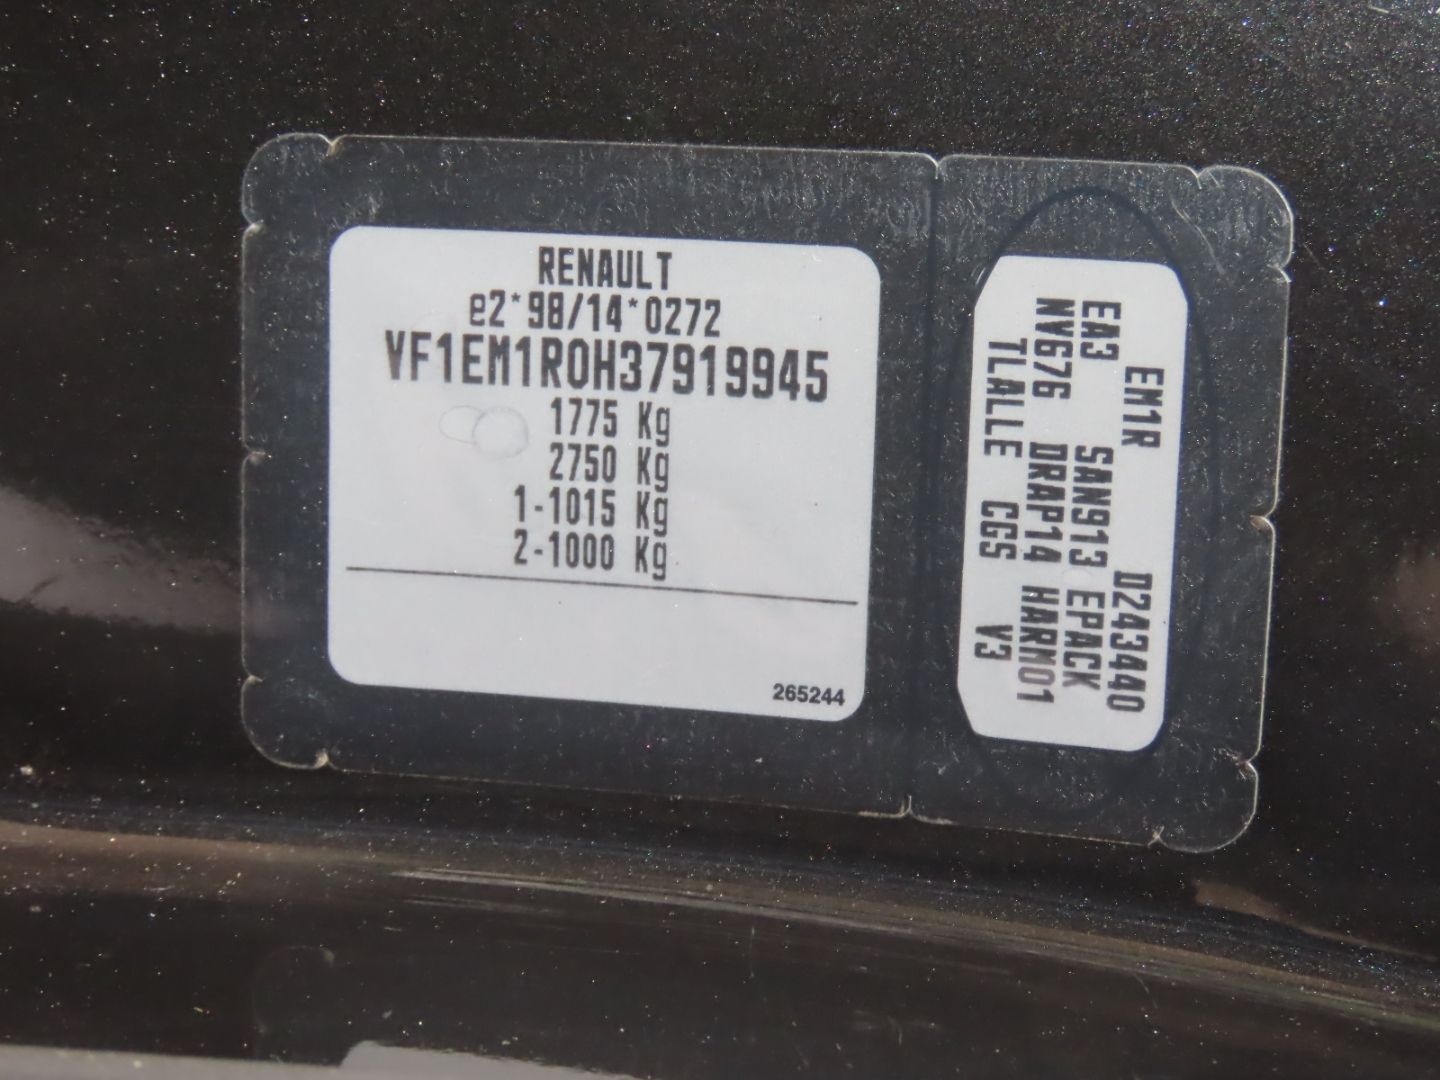 RENAULT
e2*98/14*0272
VF1EM1R0H37919945
1775 Kg
2750 Kg
1-1015 Kg
2-1000 Kg
265244
EM1R D243440
EA3 SAN913 EPACK
NV676 DRAP14 HARM01
TLALLE CGS V3